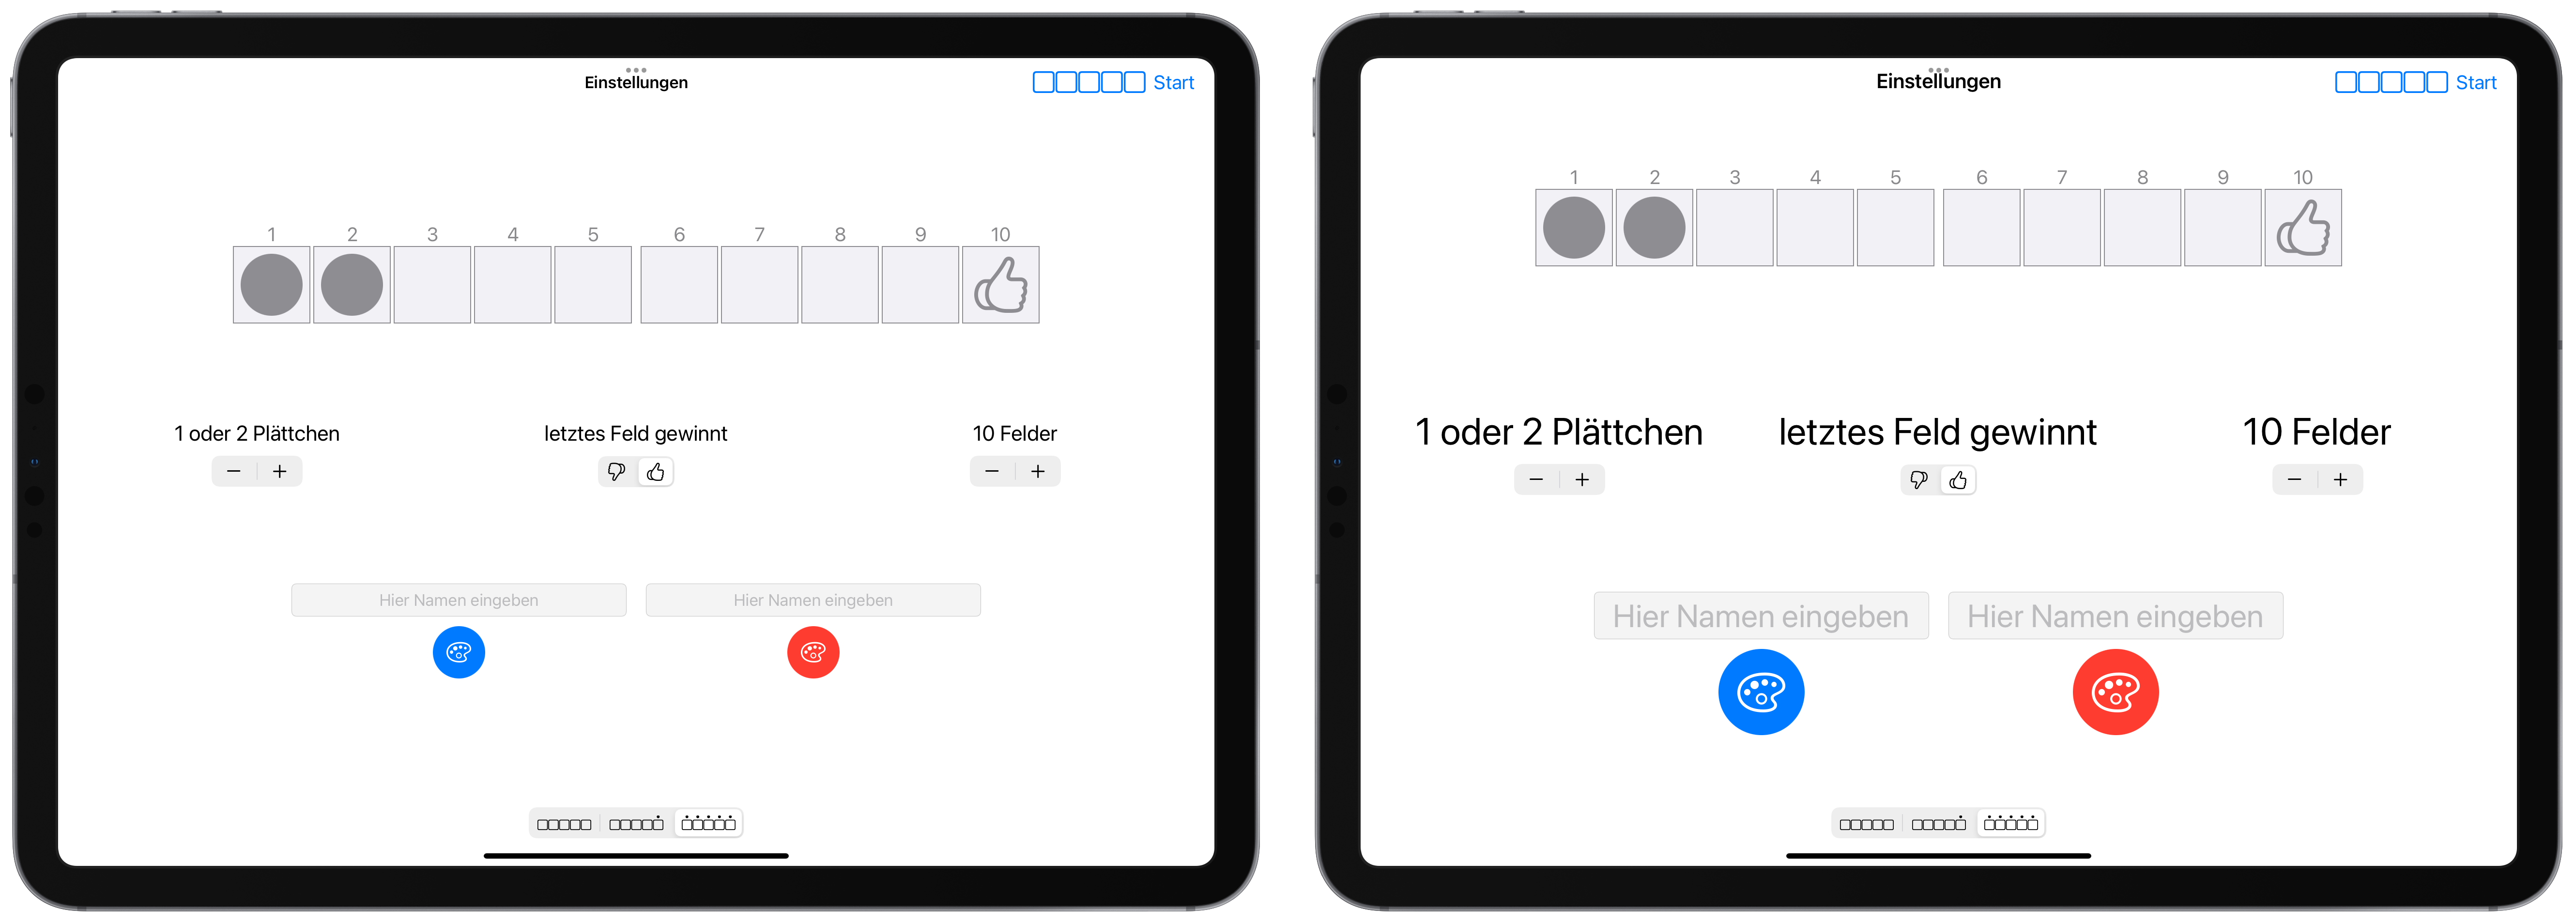 Einstellungen
Start
1 2 3 4 5 6 7 8 9 10
1 oder 2 Plättchen
letztes Feld gewinnt
10 Felder
Hier Namen eingeben
Hier Namen eingeben
Einstellungen
Start
1 2 3 4 5 6 7 8 9 10
1 oder 2 Plättchen
letztes Feld gewinnt
10 Felder
Hier Namen eingeben
Hier Namen eingeben